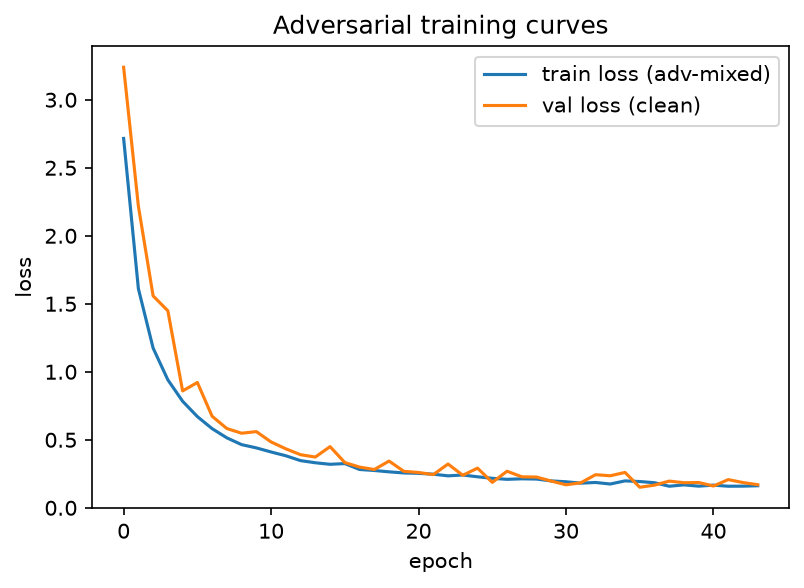 Adversarial training curves
train loss (adv-mixed)
val loss (clean)
3.0
2.5
2.0
1.5
1.0
0.5
0.0
loss
0 10 20 30 40
epoch